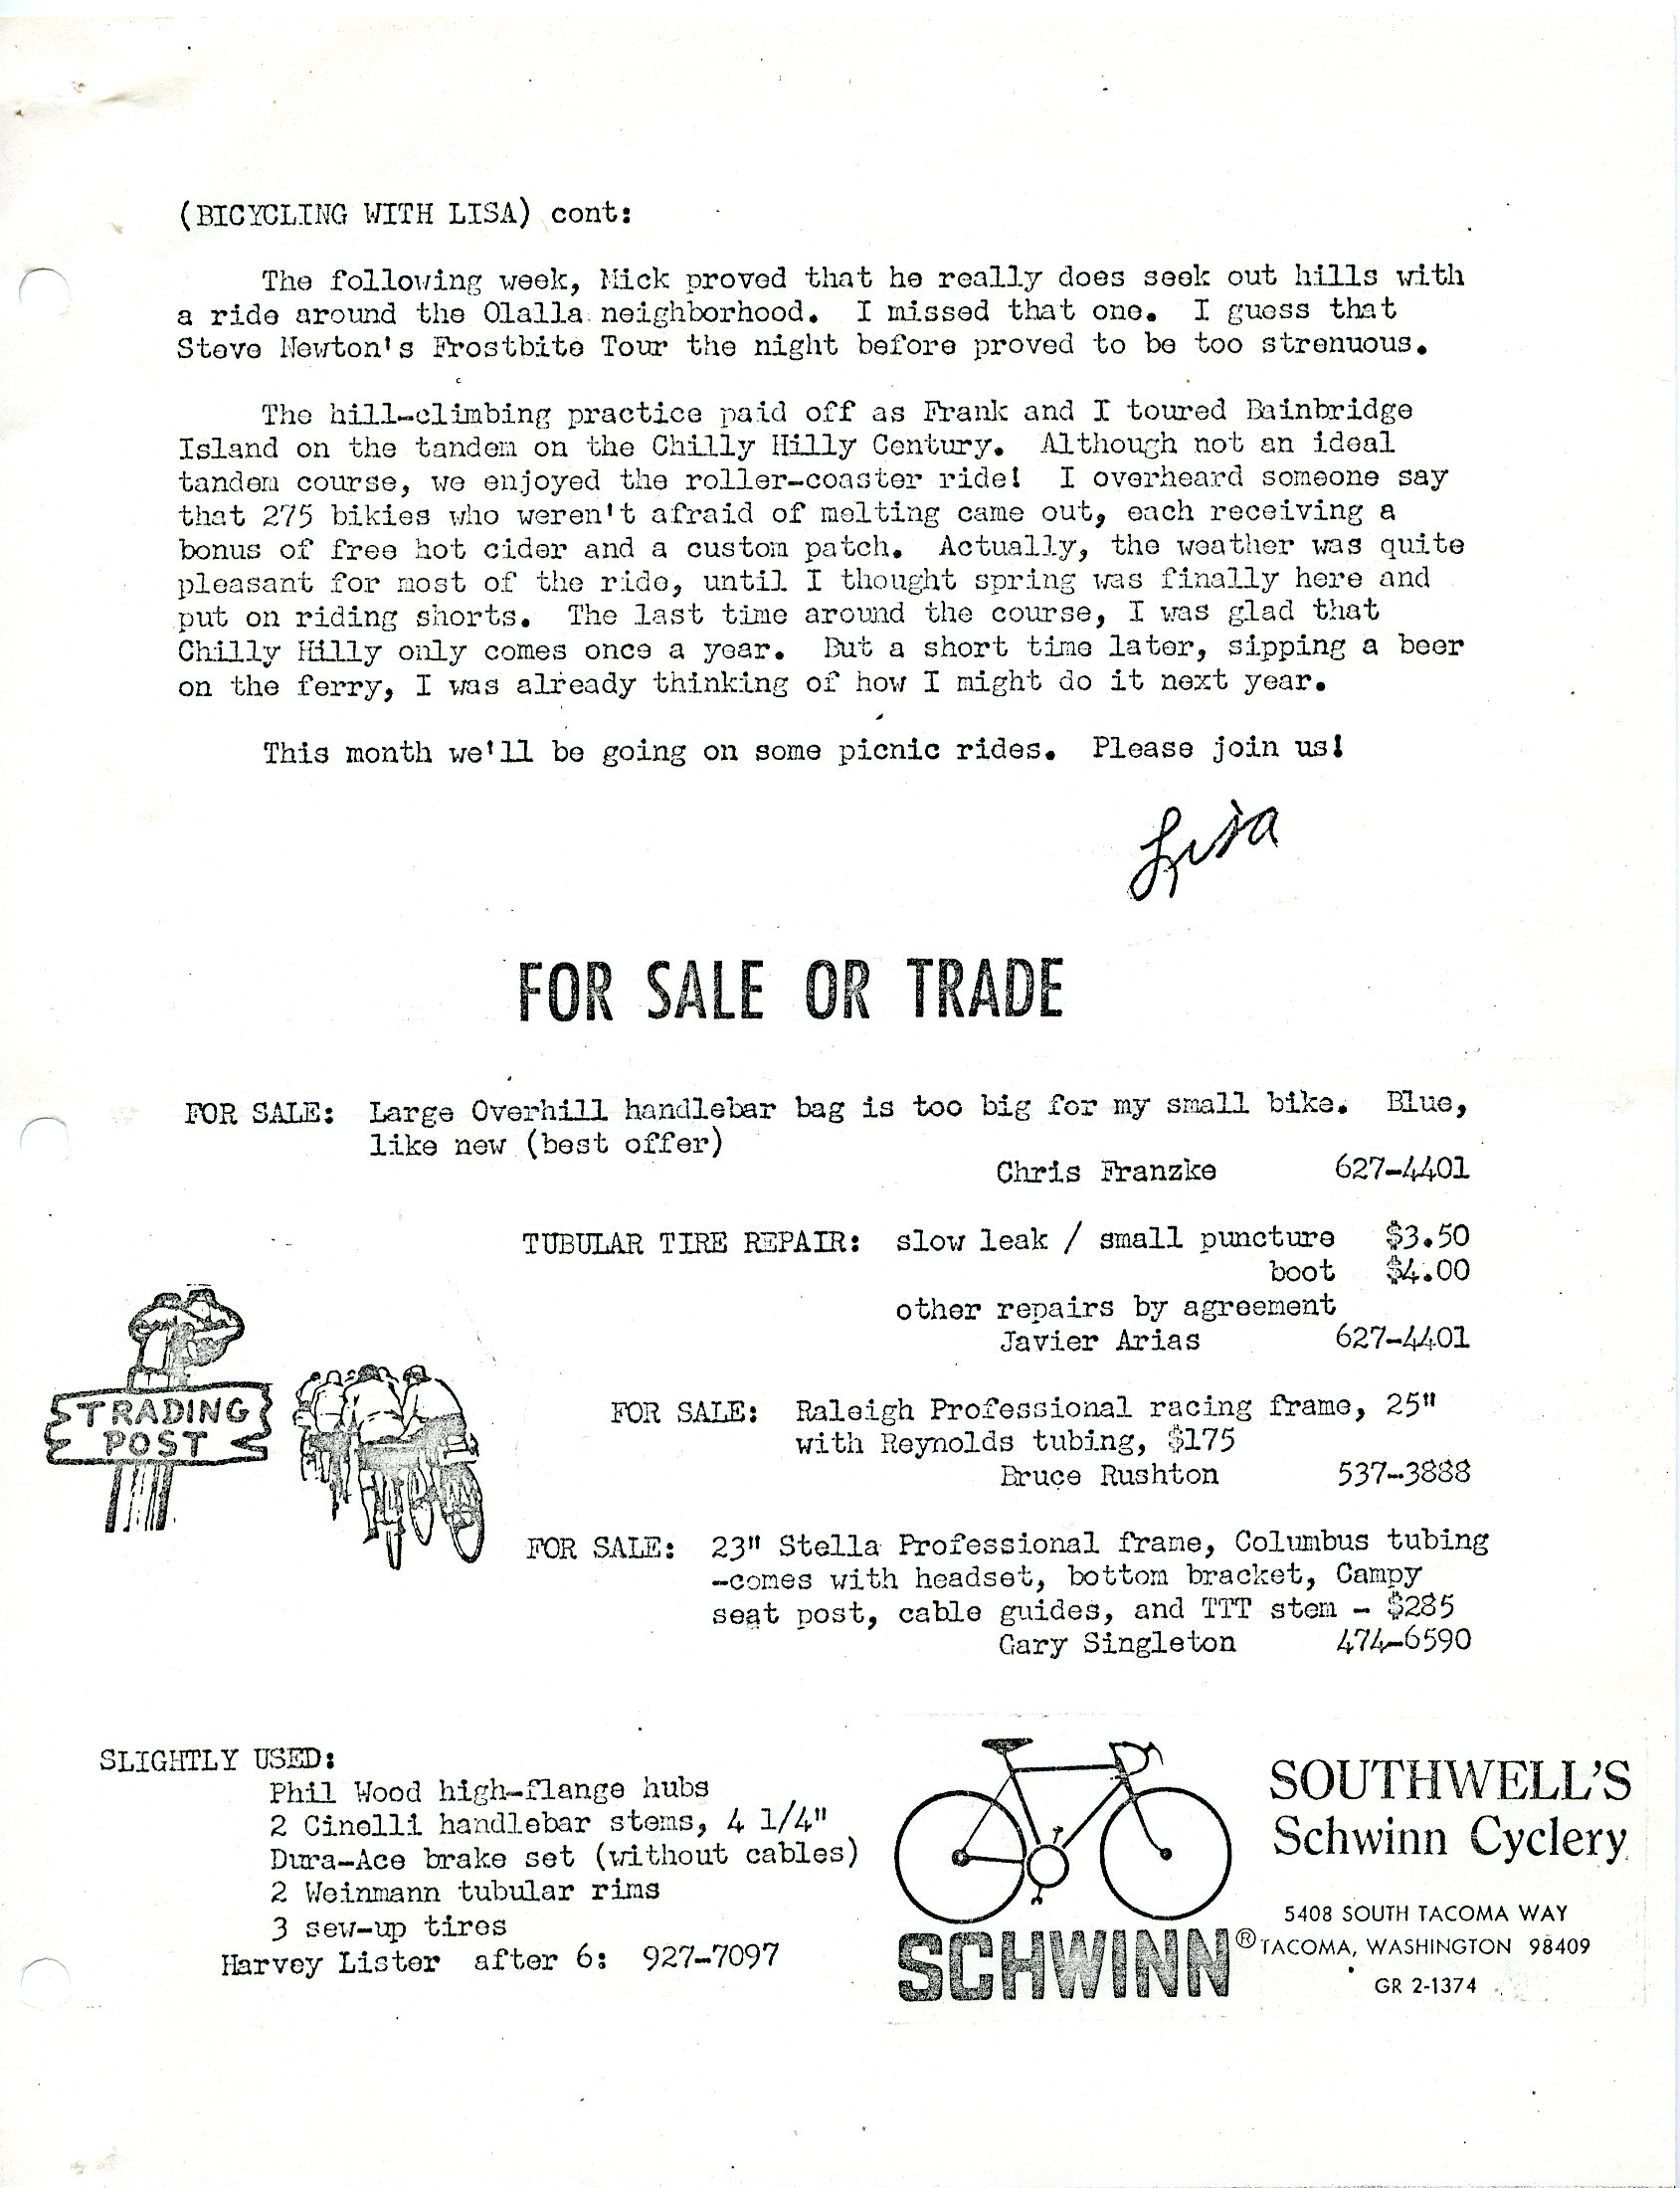 (BICYCLING WITH LISA) cont:
The following week, Mick proved that he really does seek out hills with
a ride around the Olalla neighborhood. I missed that one. I guess that
Steve Newton's Frostbite Tour the night before proved to be too strenuous.
The hill-climbing practice paid off as Frank and I toured Bainbridge
Island on the tandem on the Chilly Hilly Century. Although not an ideal
tandem course, we enjoyed the roller-coaster ride! I overheard someone say
that 275 bikies who weren't afraid of melting came out, each receiving a
bonus of free hot cider and a custom patch. Actually, the weather was quite
pleasant for most of the ride, until I thought spring was finally here and
put on riding shorts. The last time around the course, I was glad that
Chilly Hilly only comes once a year. But a short time later, sipping a beer
on the ferry, I was already thinking of how I might do it next year.
This month we'll be going on some picnic rides. Please join us!
Lisa
FOR SALE OR TRADE
FOR SALE: Large Overhill handlebar bag is too big for my small bike. Blue,
like new (best offer)
Chris Franzke 627-4401
TUBULAR TIRE REPAIR: slow leak / small puncture $3.50
boot $4.00
other repairs by agreement
Javier Arias 627-4401
TRADING
POST
FOR SALE: Raleigh Professional racing frame, 25"
with Reynolds tubing, $175
Bruce Rushton 537-3888
FOR SALE: 23" Stella Professional frame, Columbus tubing
-comes with headset, bottom bracket, Campy
seat post, cable guides, and TTT stem - $285
Gary Singleton 474-6590
SLIGHTLY USED:
Phil Wood high-flange hubs
2 Cinelli handlebar stems, 4 1/4"
Dura-Ace brake set (without cables)
2 Weinmann tubular rims
3 sew-up tires
Harvey Lister after 6: 927-7097
SCHWINN®
SOUTHWELL'S
Schwinn Cyclery
5408 SOUTH TACOMA WAY
TACOMA, WASHINGTON 98409
GR 2-1374